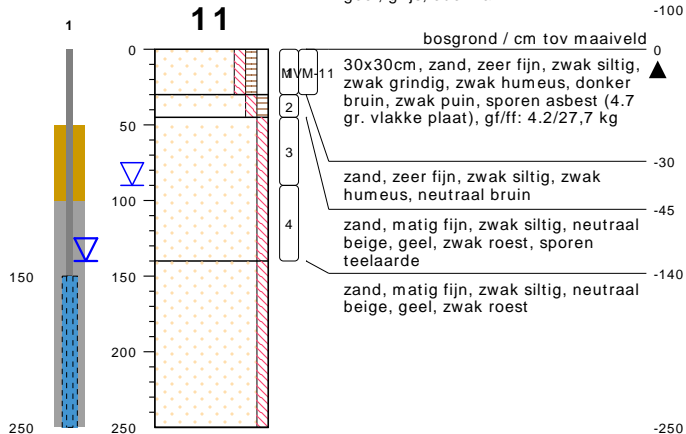 -100
1
11
bosgrond / cm tov maaiveld
0
0
MVM-11
30x30cm, zand, zeer fijn, zwak siltig,
zwak grindig, zwak humeus, donker
bruin, zwak puin, sporen asbest (4.7
gr. vlakke plaat), gf/ff: 4.2/27,7 kg
2
50
3
-30
zand, zeer fijn, zwak siltig, zwak
humeus, neutraal bruin
100
-45
4
zand, matig fijn, zwak siltig, neutraal
beige, geel, zwak roest, sporen
teelaarde
150
150
-140
zand, matig fijn, zwak siltig, neutraal
beige, geel, zwak roest
200
250
250
-250